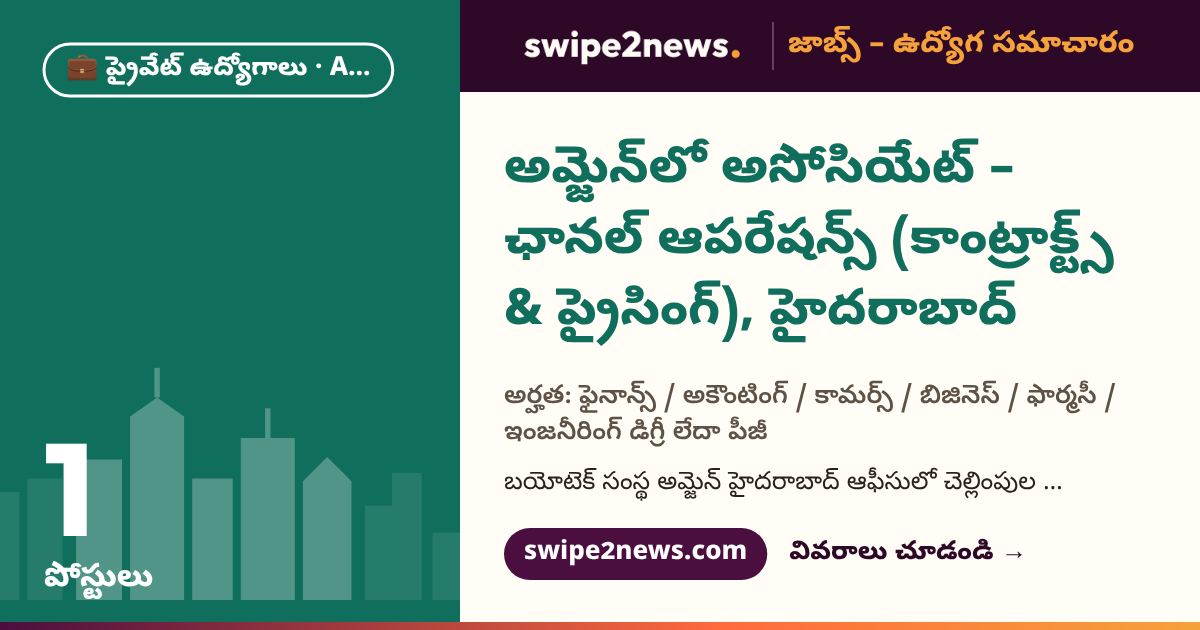 💼 ప్రైవేట్ ఉద్యోగాలు · A...
swipe2news.
జాబ్స్ – ఉద్యోగ సమాచారం
అమ్జెన్‌లో అసోసియేట్ –
ఛానల్ ఆపరేషన్స్ (కాంట్రాక్ట్స్
& ప్రైసింగ్), హైదరాబాద్
అర్హత: ఫైనాన్స్ / అకౌంటింగ్ / కామర్స్ / బిజినెస్ / ఫార్మసీ /
ఇంజనీరింగ్ డిగ్రీ లేదా పీజీ
బయోటెక్ సంస్థ అమ్జెన్ హైదరాబాద్ ఆఫీసులో చెల్లింపుల ...
1
పోస్టులు
swipe2news.com
వివరాలు చూడండి →